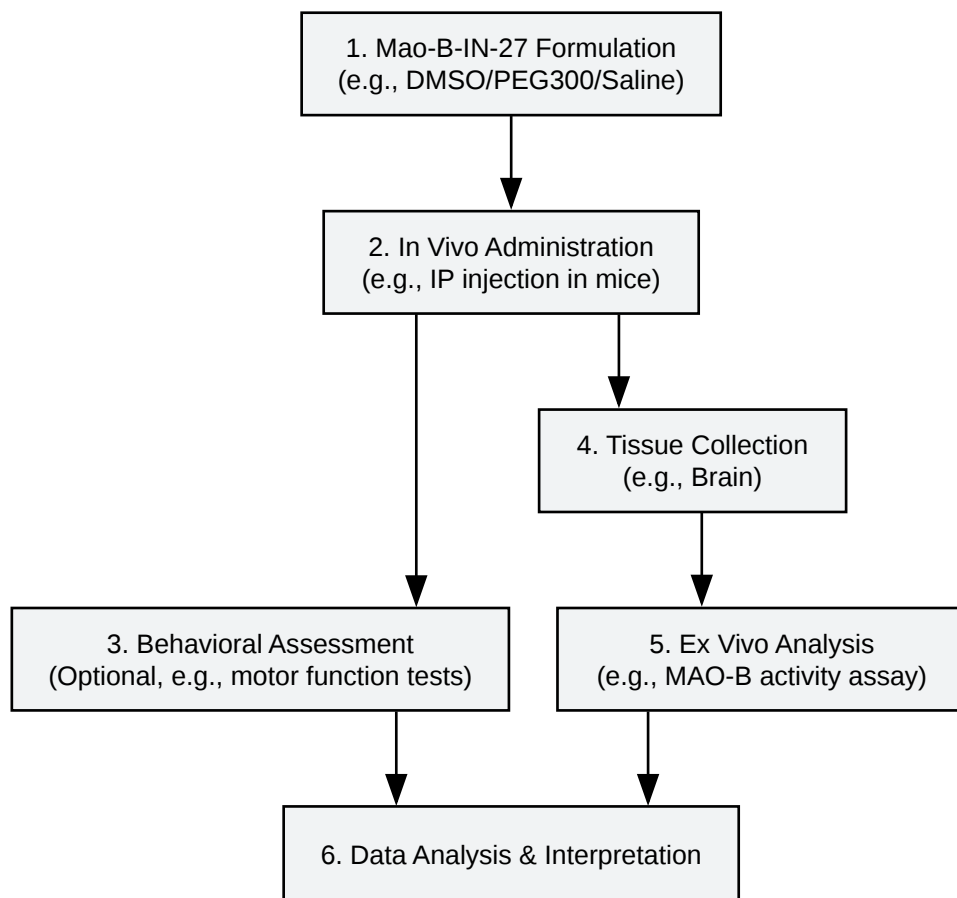 1. Mao-B-IN-27 Formulation
(e.g., DMSO/PEG300/Saline)
2. In Vivo Administration
(e.g., IP injection in mice)
4. Tissue Collection
(e.g., Brain)
3. Behavioral Assessment
(Optional, e.g., motor function tests)
5. Ex Vivo Analysis
(e.g., MAO-B activity assay)
6. Data Analysis & Interpretation